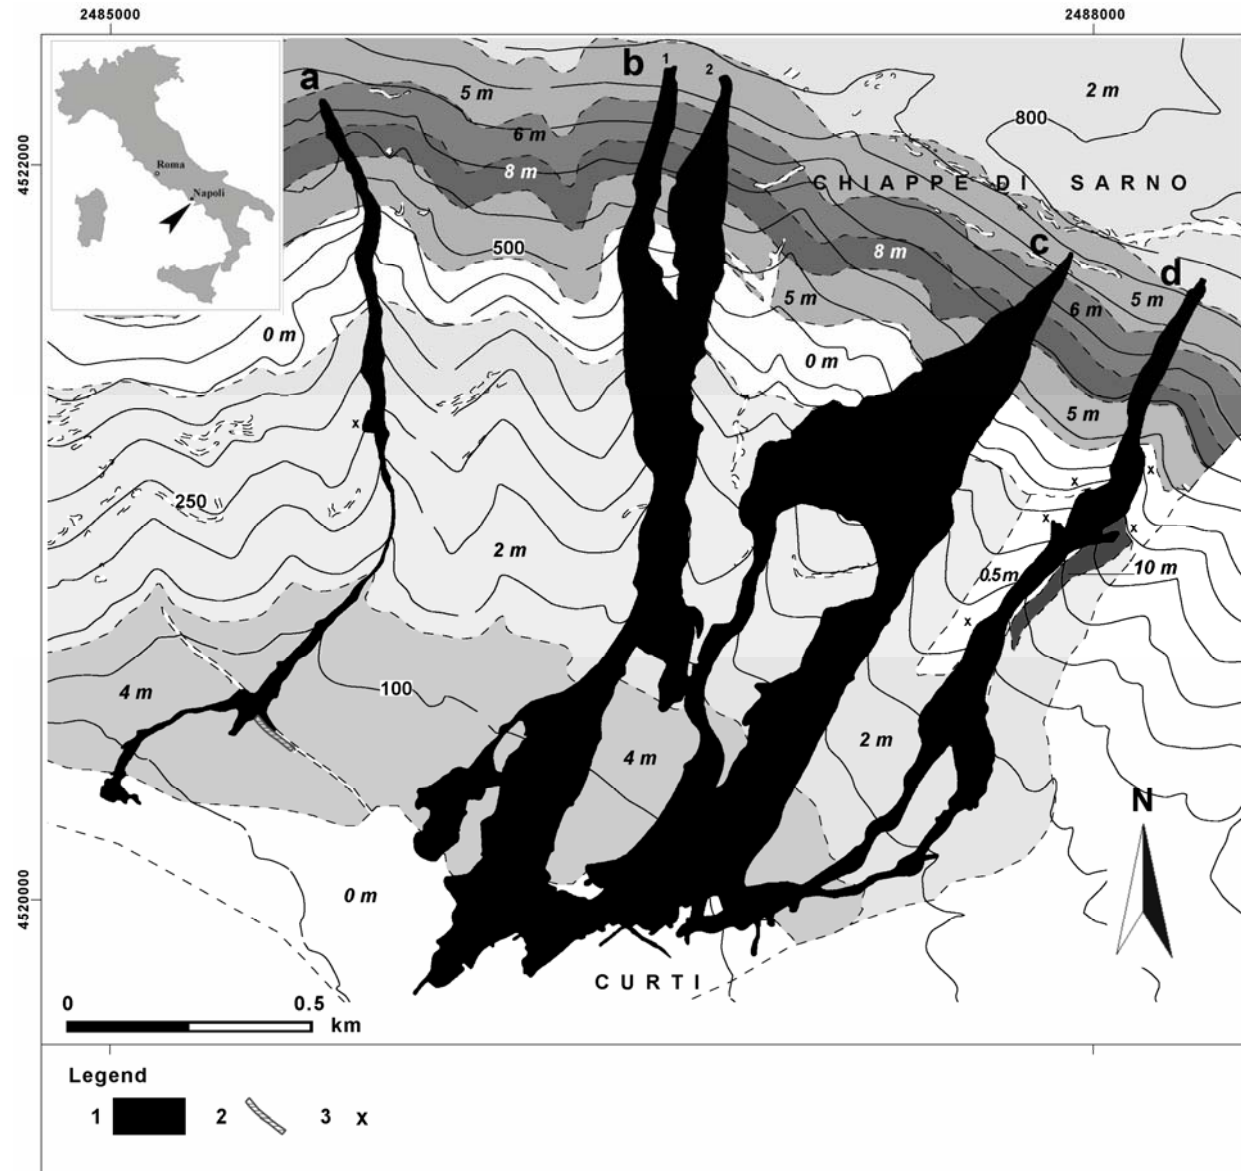 2485000
2488000
4522000
4520000
Roma
Napoli
a
b
1
2
c
d
5 m
6 m
8 m
2 m
800
CHIAPPE DI SARNO
500
8 m
5 m
6 m
5 m
0 m
0 m
5 m
250
2 m
0.5m
10 m
4 m
100
4 m
2 m
N
0 m
CURTI
0
0.5
km
Legend
1
2
3 x